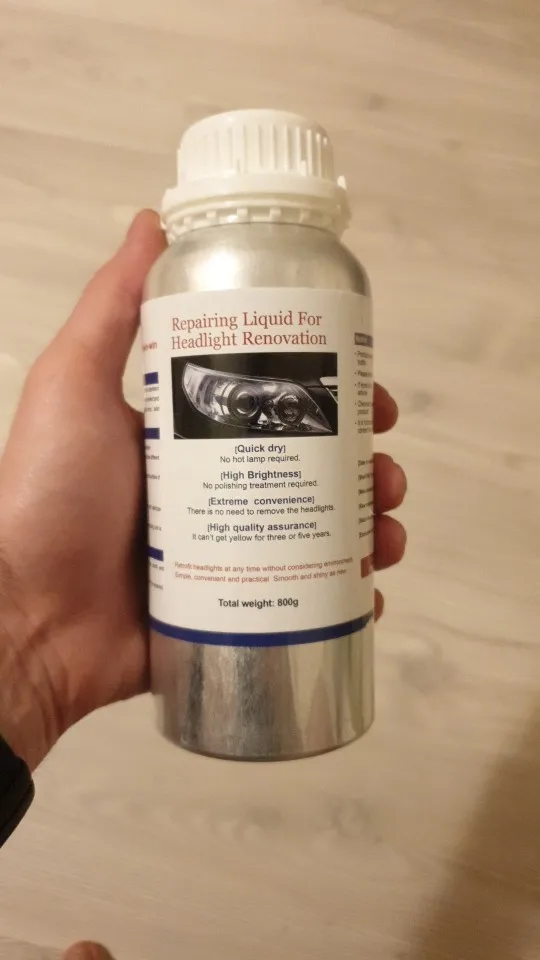 Repairing Liquid For
Headlight Renovation
[Quick dry]
No hot lamp required.
[High Brightness]
No polishing treatment required.
[Extreme convenience]
There is no need to remove the headlights.
[High quality assurance]
It can't get yellow for three or five years.
Retrofit headlights at any time without considering environment
Simple, convenient and practical Smooth and shiny as new
Total weight: 800g